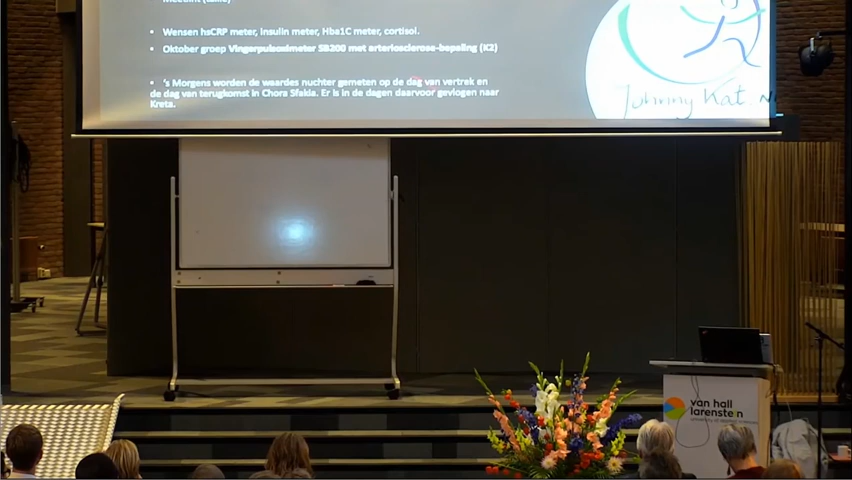 • Wensen hsCRP meter, insulin meter, Hba1C meter, cortisol.
• Oktober groep Vingerpulsoximeter SB200 met arteriosclerose-bepaling (K2)
• 's Morgens worden de waardes nuchter gemeten op de dag van vertrek en
de dag van terugkomst in Chora Sfakia. Er is in de dagen daarvoor gevlogen naar
Kreta.
Johnny Kat.N
van hall
larenstein